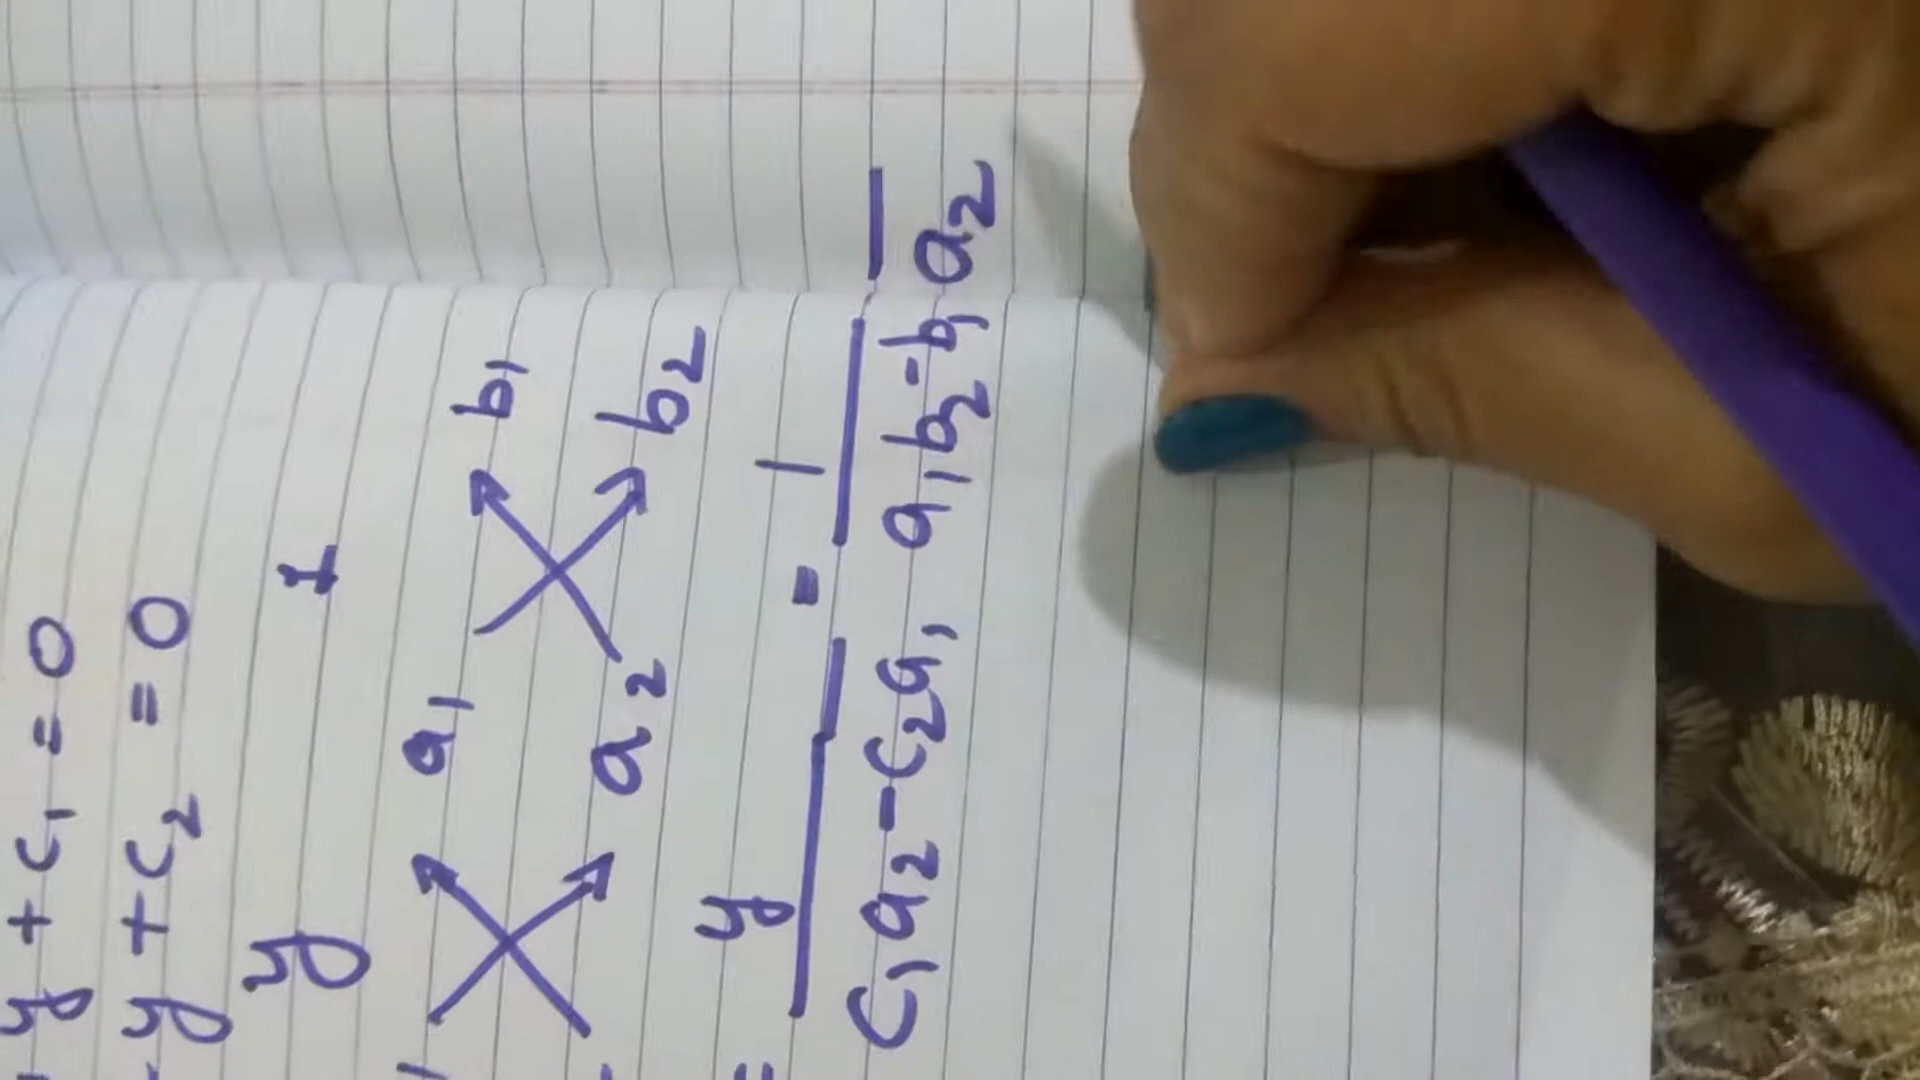 y + c₁ = 0
y + c₂ = 0
y 1
a₁ b₁
a₂ b₂
= y/(c₁a₂-c₂a₁) = 1/(a₁b₂-b₁a₂)